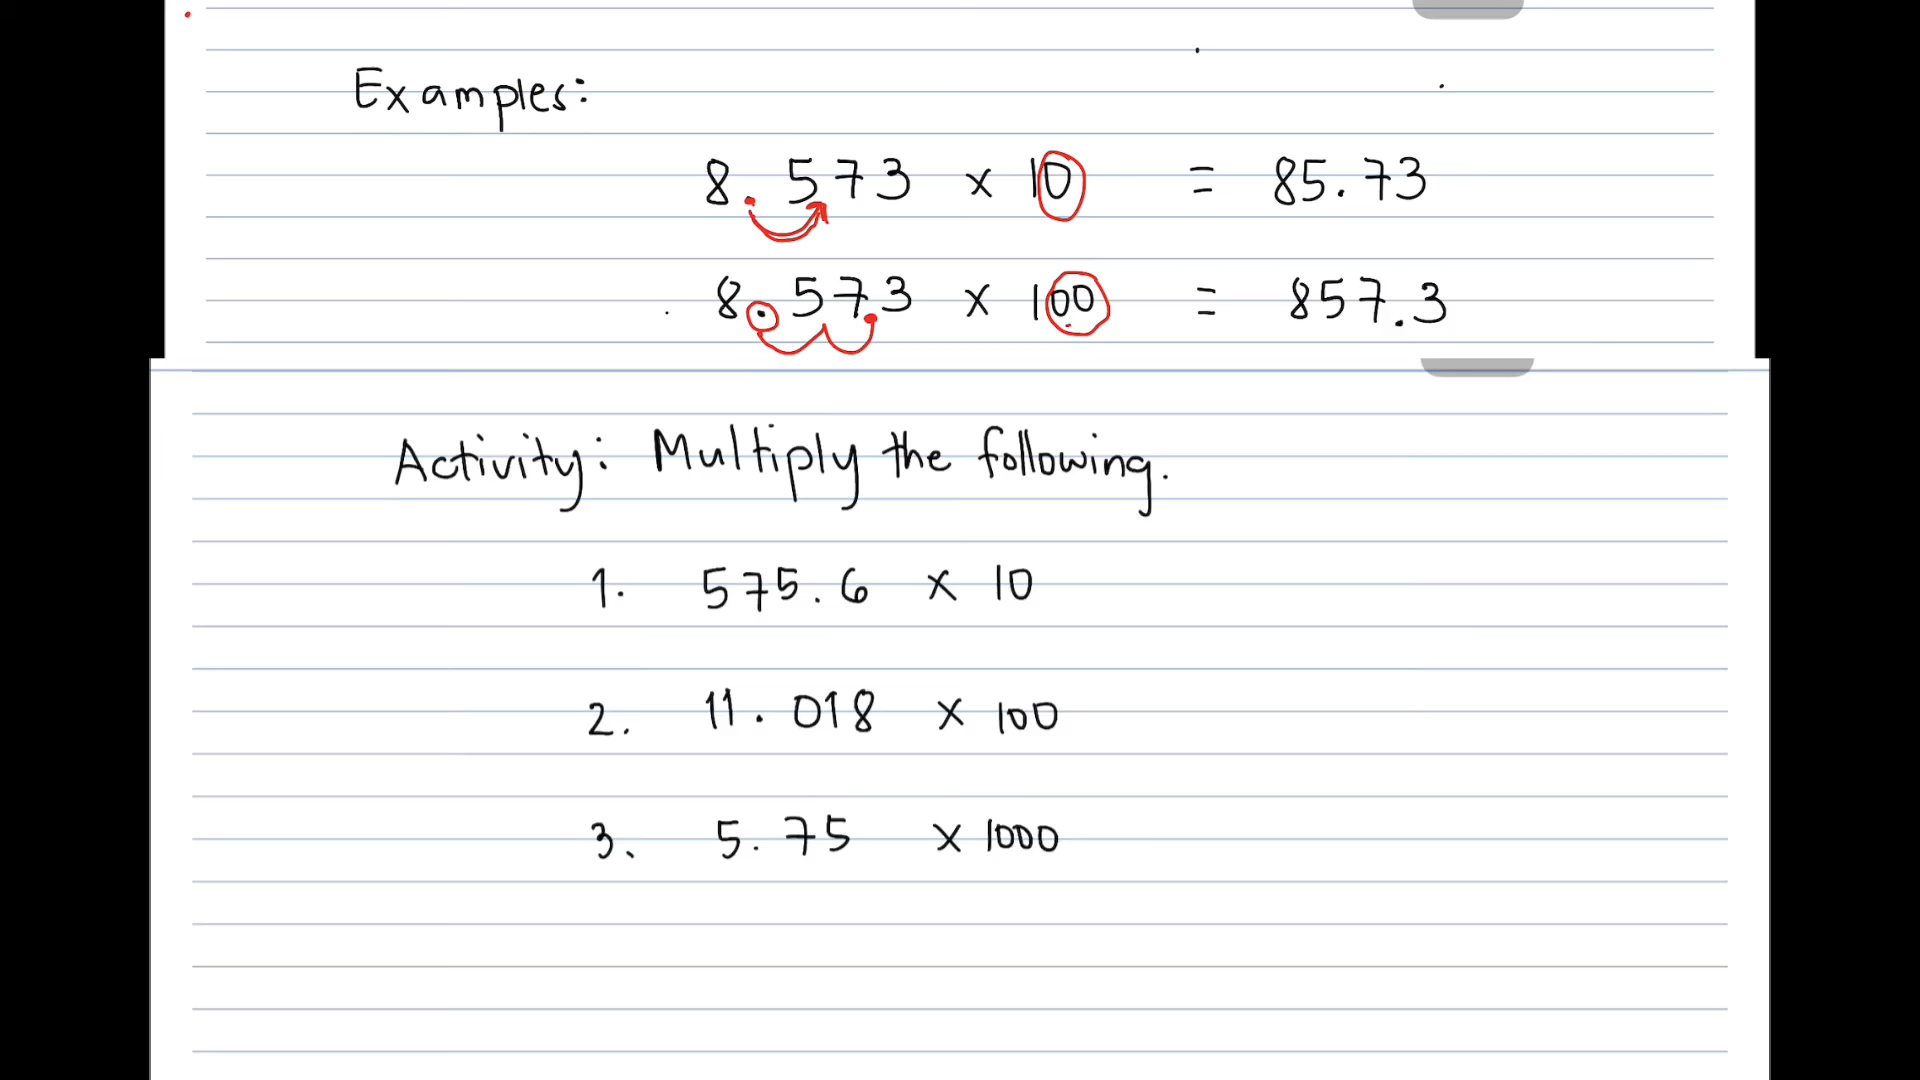 Examples:
8.573 x 10 = 85.73
8.573 x 100 = 857.3
Activity: Multiply the following.
1. 575.6 x 10
2. 11.018 x 100
3. 5.75 x 1000